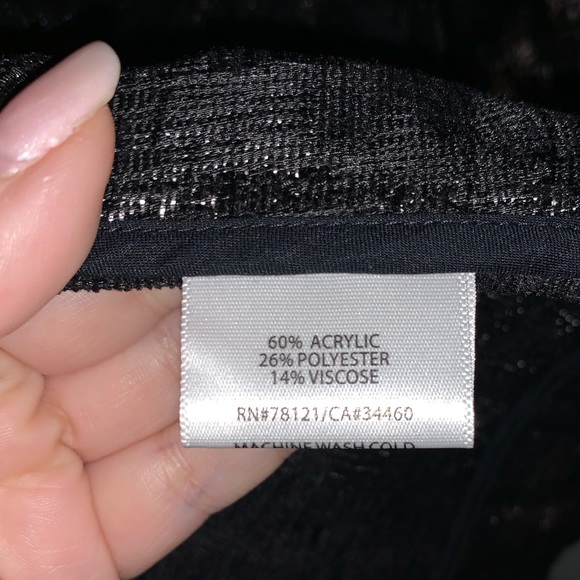 60% ACRYLIC
26% POLYESTER
14% VISCOSE
RN#78121/CA#34460
MACHINE WASH COLD